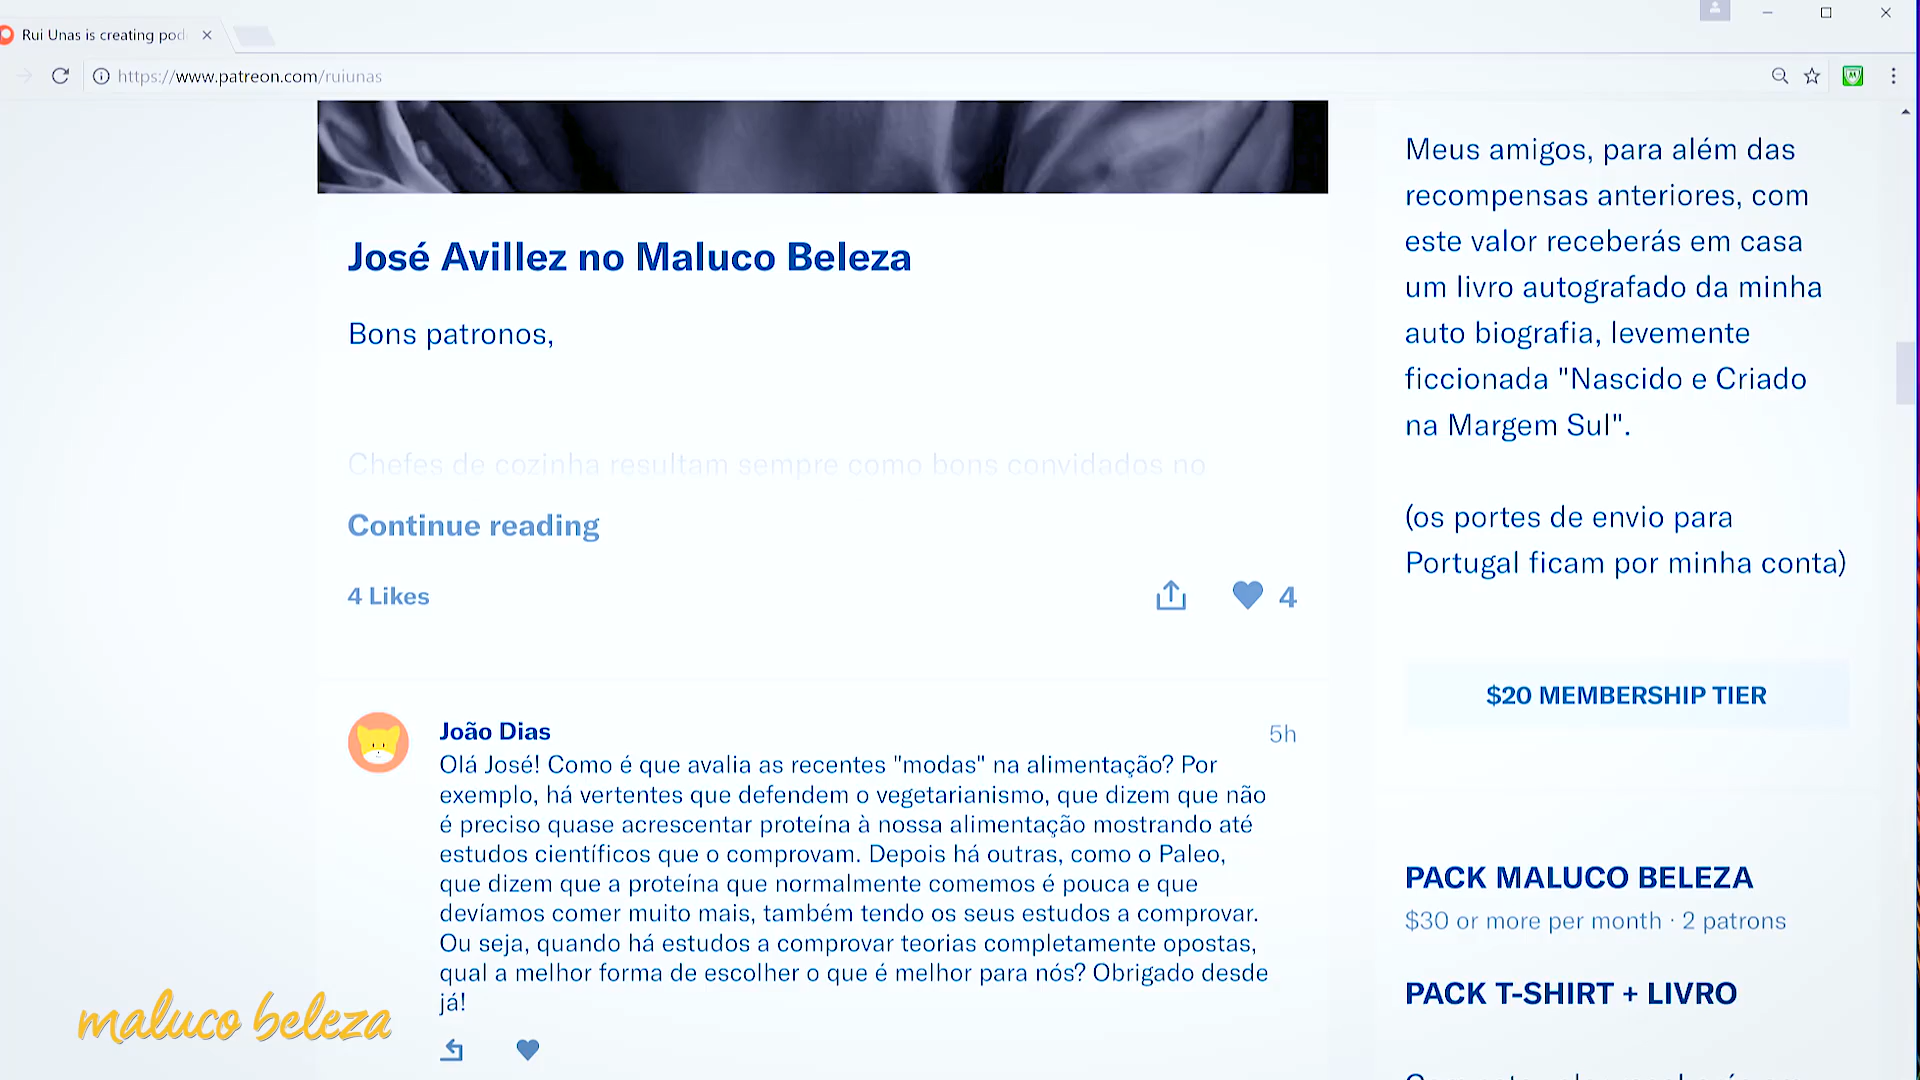 Rui Unas is creating pod
https://www.patreon.com/ruiunas
José Avillez no Maluco Beleza
Bons patronos,
Chefes de cozinha resultam sempre como bons convidados no
Continue reading
4 Likes
4
João Dias
5h
Olá José! Como é que avalia as recentes "modas" na alimentação? Por
exemplo, há vertentes que defendem o vegetarianismo, que dizem que não
é preciso quase acrescentar proteína à nossa alimentação mostrando até
estudos científicos que o comprovam. Depois há outras, como o Paleo,
que dizem que a proteína que normalmente comemos é pouca e que
devíamos comer muito mais, também tendo os seus estudos a comprovar.
Ou seja, quando há estudos a comprovar teorias completamente opostas,
qual a melhor forma de escolher o que é melhor para nós? Obrigado desde
já!
Meus amigos, para além das
recompensas anteriores, com
este valor receberás em casa
um livro autografado da minha
auto biografia, levemente
ficcionada "Nascido e Criado
na Margem Sul".
(os portes de envio para
Portugal ficam por minha conta)
$20 MEMBERSHIP TIER
PACK MALUCO BELEZA
$30 or more per month · 2 patrons
PACK T-SHIRT + LIVRO
maluco beleza